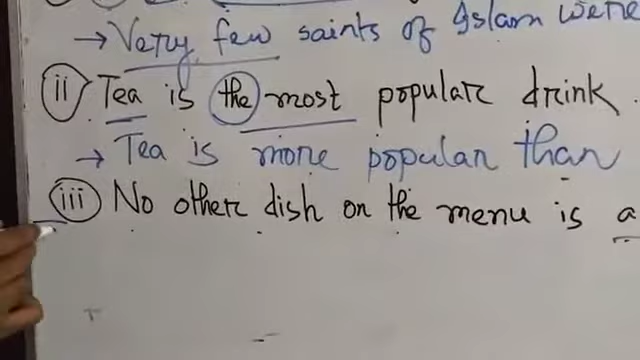 → Very few saints of Islam were
(ii) Tea is the most popular drink.
→ Tea is more popular than
(iii) No other dish on the menu is a